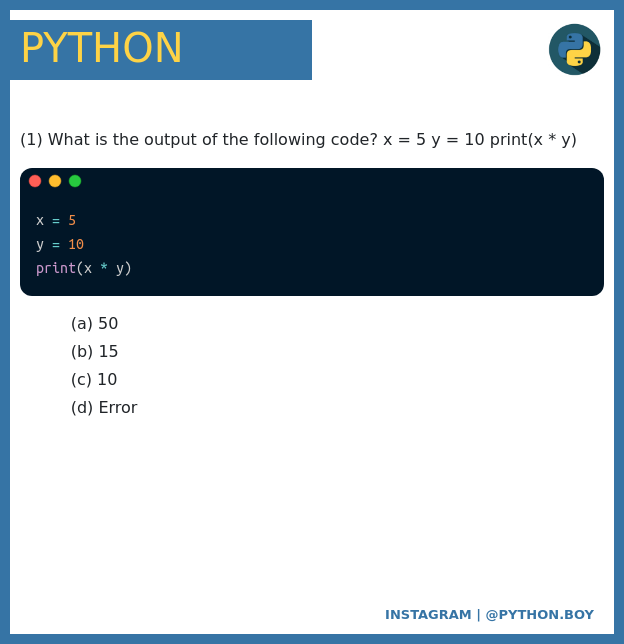 PYTHON
(1) What is the output of the following code? x = 5 y = 10 print(x * y)
x = 5
y = 10
print(x * y)
(a) 50
(b) 15
(c) 10
(d) Error
INSTAGRAM | @PYTHON.BOY